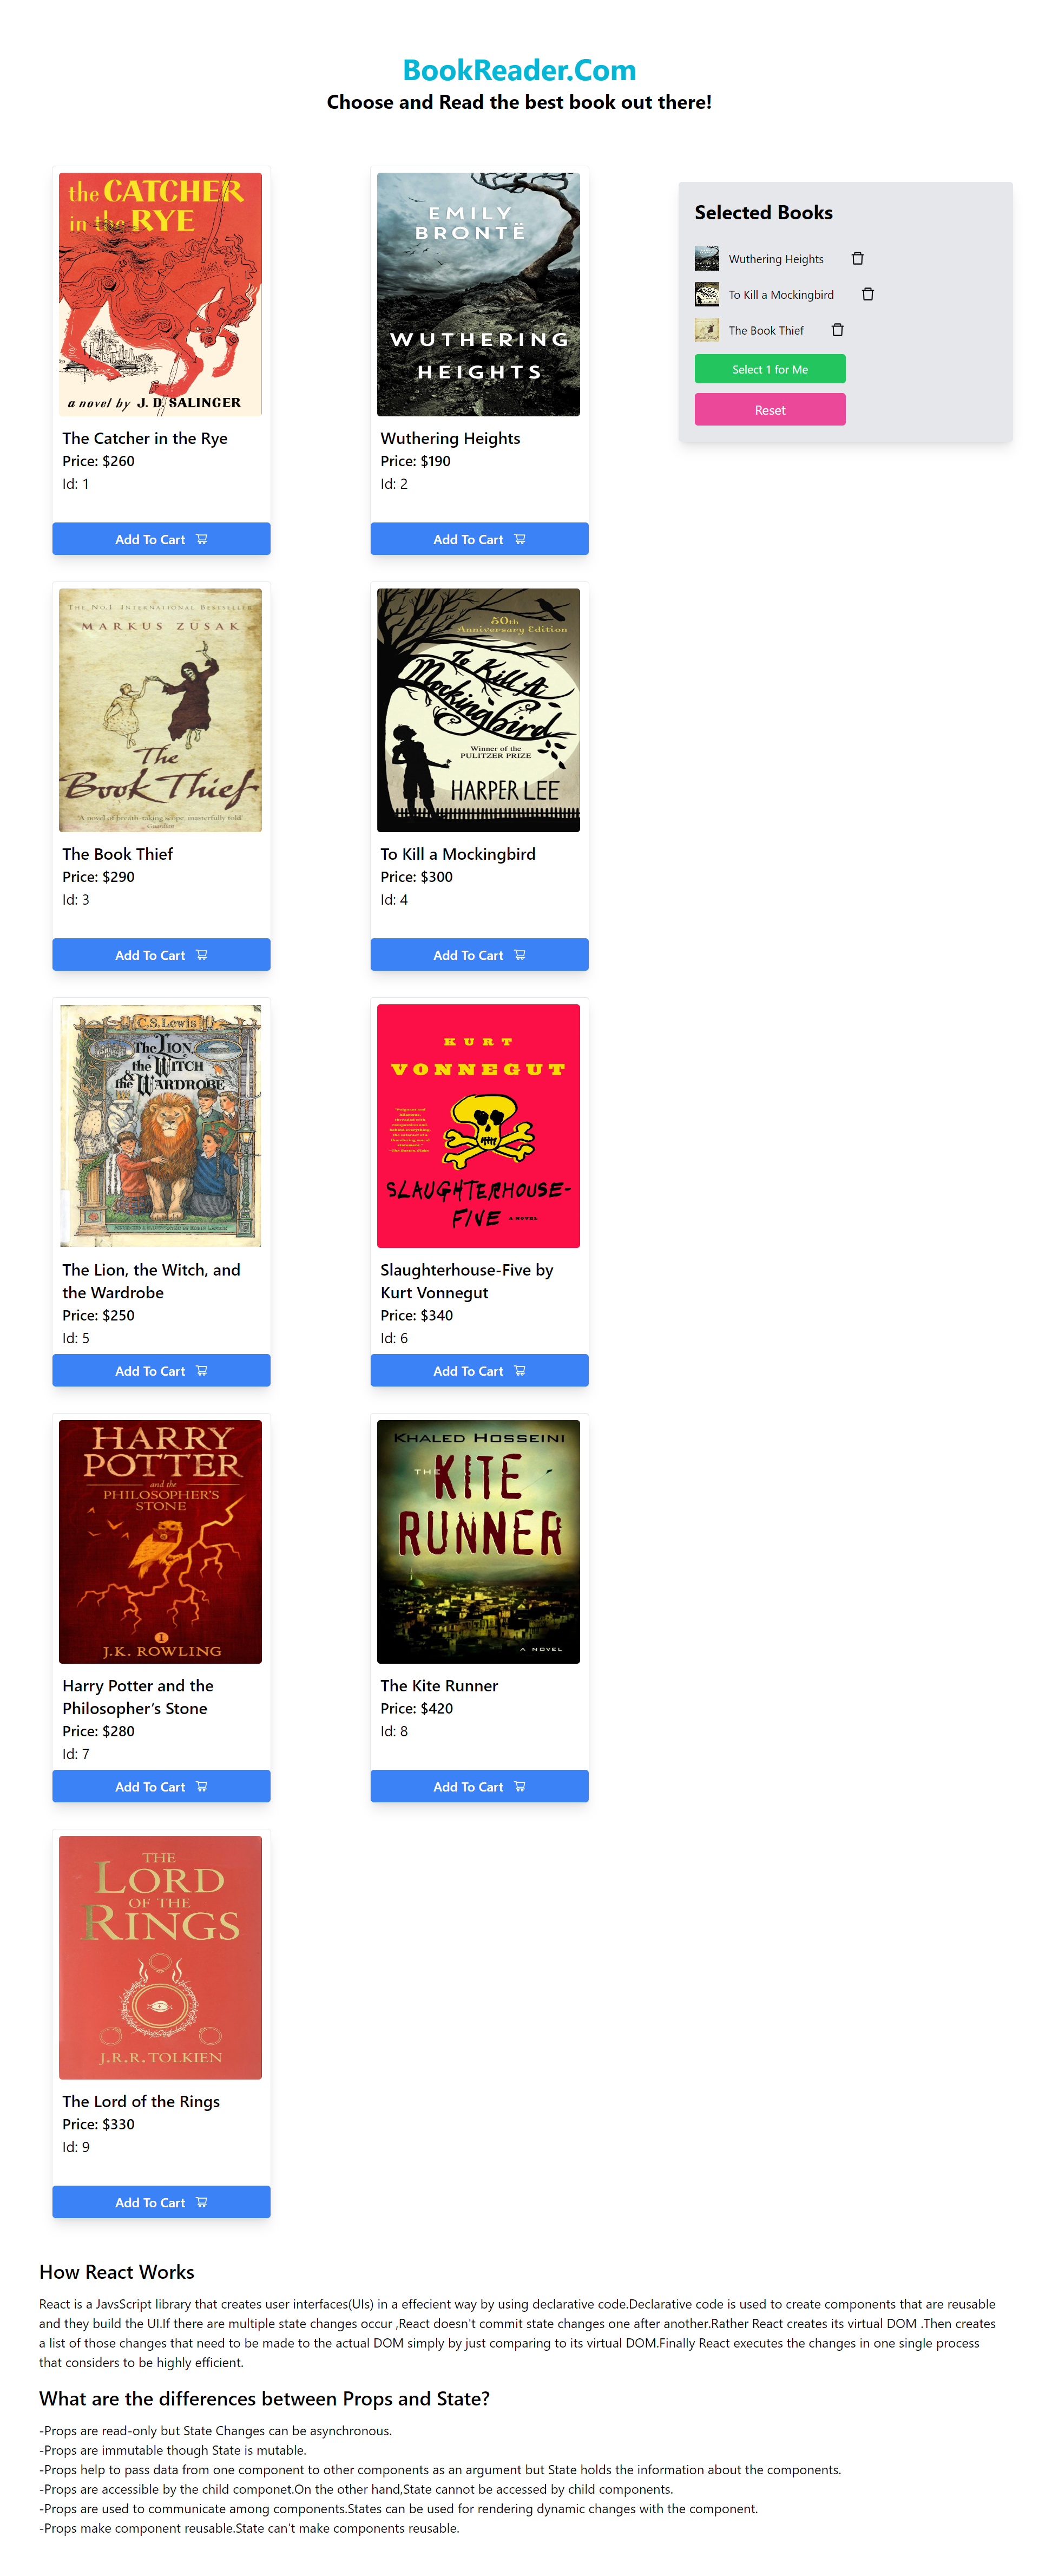 BookReader.Com
Choose and Read the best book out there!
the CATCHER
in the RYE
a novel by J. D. SALINGER
The Catcher in the Rye
Price: $260
Id: 1
Add To Cart
EMILY
BRONTË
WUTHERING
HEIGHTS
Wuthering Heights
Price: $190
Id: 2
Add To Cart
Selected Books
Wuthering Heights
To Kill a Mockingbird
The Book Thief
Select 1 for Me
Reset
THE NO.1 INTERNATIONAL BESTSELLER
MARKUS ZUSAK
The
Book Thief
'A novel of breath-taking scope, masterfully told'
Guardian
The Book Thief
Price: $290
Id: 3
Add To Cart
50th
Anniversary Edition
To Kill A
Mockingbird
Winner of the
PULITZER PRIZE
HARPER LEE
To Kill a Mockingbird
Price: $300
Id: 4
Add To Cart
C.S. Lewis
The LION,
the WITCH
& the WARDROBE
The Lion, the Witch, and
the Wardrobe
Price: $250
Id: 5
Add To Cart
KURT
VONNEGUT
SLAUGHTERHOUSE-
FIVE A NOVEL
Slaughterhouse-Five by
Kurt Vonnegut
Price: $340
Id: 6
Add To Cart
HARRY
POTTER
and the
PHILOSOPHER'S
STONE
1
J.K. ROWLING
Harry Potter and the
Philosopher’s Stone
Price: $280
Id: 7
Add To Cart
KHALED HOSSEINI
THE KITE
RUNNER
A NOVEL
The Kite Runner
Price: $420
Id: 8
Add To Cart
THE
LORD
OF THE
RINGS
J.R.R. TOLKIEN
The Lord of the Rings
Price: $330
Id: 9
Add To Cart
How React Works
React is a JavsScript library that creates user interfaces(UIs) in a effecient way by using declarative code.Declarative code is used to create components that are reusable
and they build the UI.If there are multiple state changes occur ,React doesn't commit state changes one after another.Rather React creates its virtual DOM .Then creates
a list of those changes that need to be made to the actual DOM simply by just comparing to its virtual DOM.Finally React executes the changes in one single process
that considers to be highly efficient.
What are the differences between Props and State?
-Props are read-only but State Changes can be asynchronous.
-Props are immutable though State is mutable.
-Props help to pass data from one component to other components as an argument but State holds the information about the components.
-Props are accessible by the child componet.On the other hand,State cannot be accessed by child components.
-Props are used to communicate among components.States can be used for rendering dynamic changes with the component.
-Props make component reusable.State can't make components reusable.